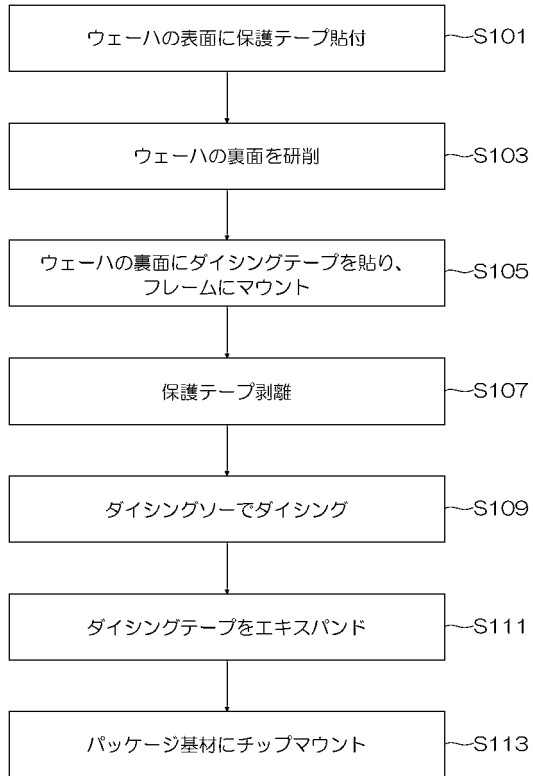 ウェーハの表面に保護テープ貼付
S101
ウェーハの裏面を研削
S103
ウェーハの裏面にダイシングテープを貼り、
フレームにマウント
S105
保護テープ剥離
S107
ダイシングソーでダイシング
S109
ダイシングテープをエキスパンド
S111
パッケージ基材にチップマウント
S113